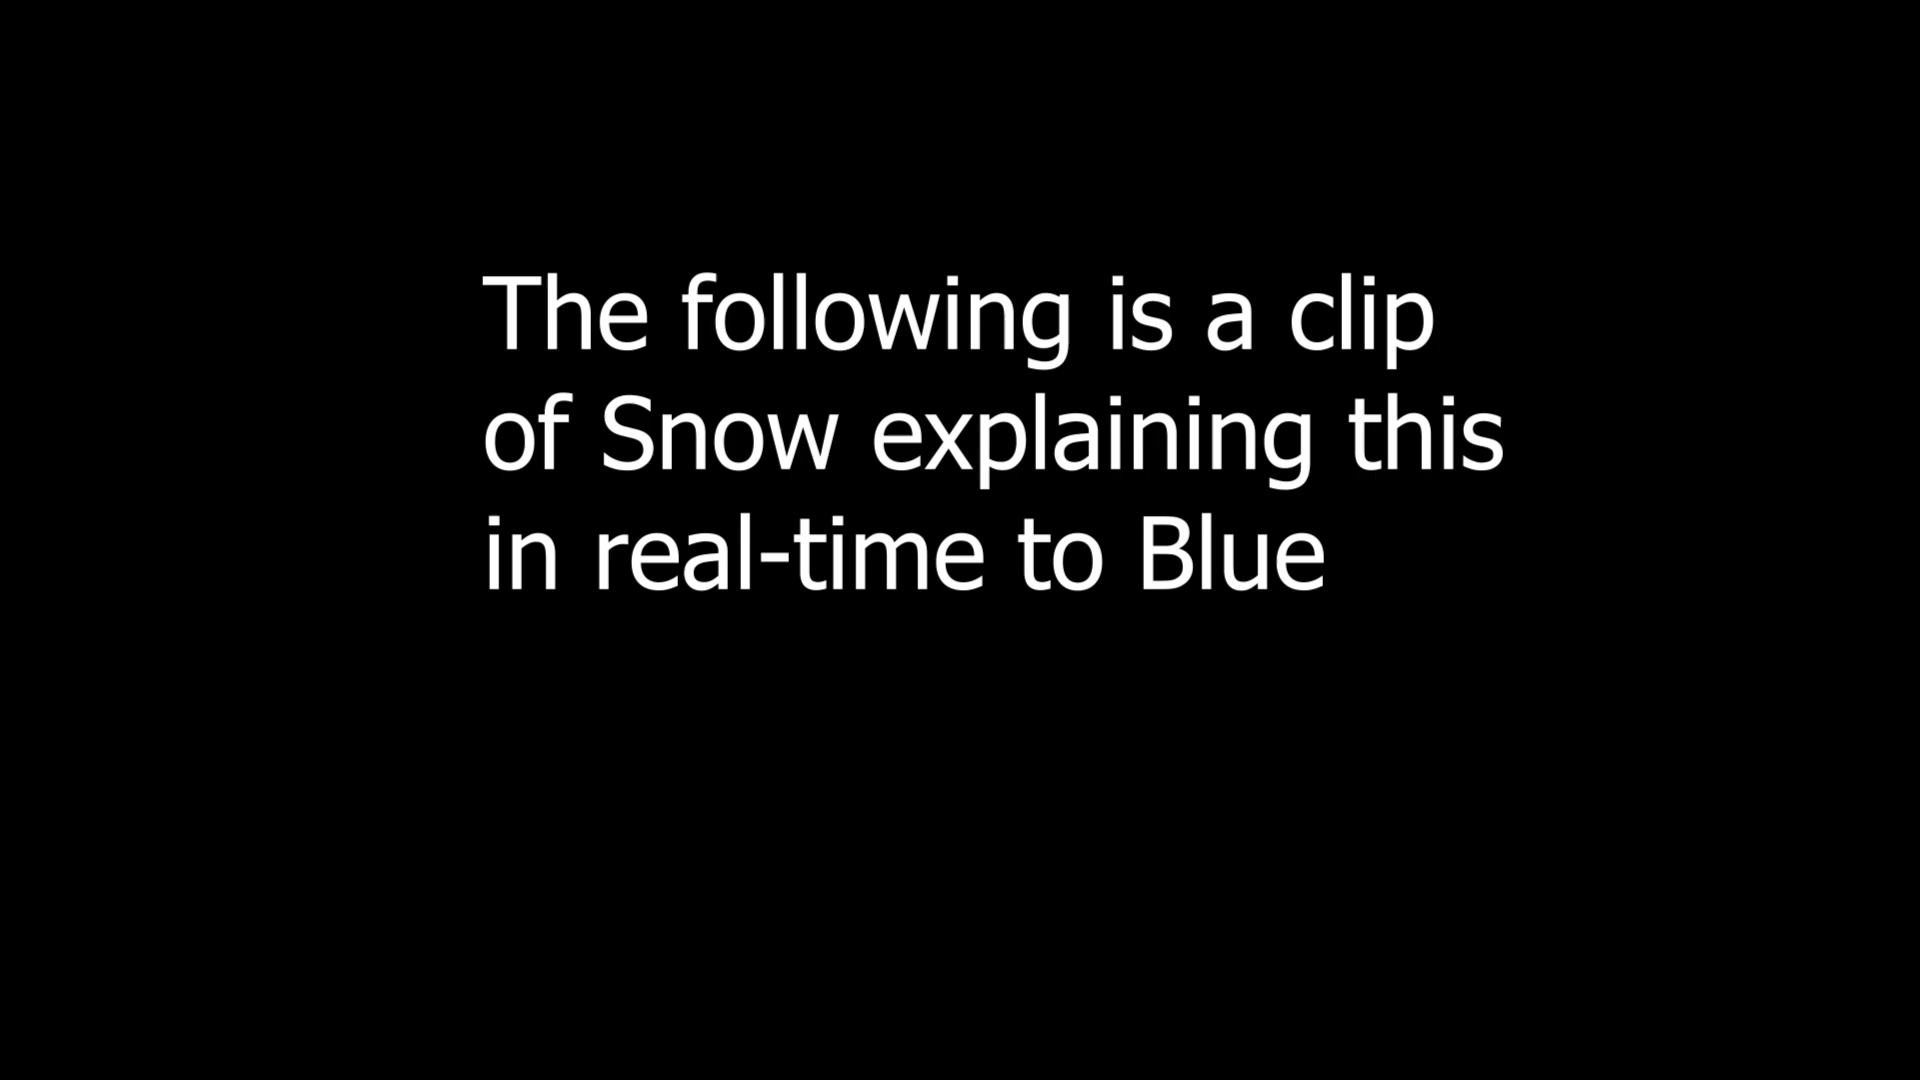 The following is a clip
of Snow explaining this
in real-time to Blue